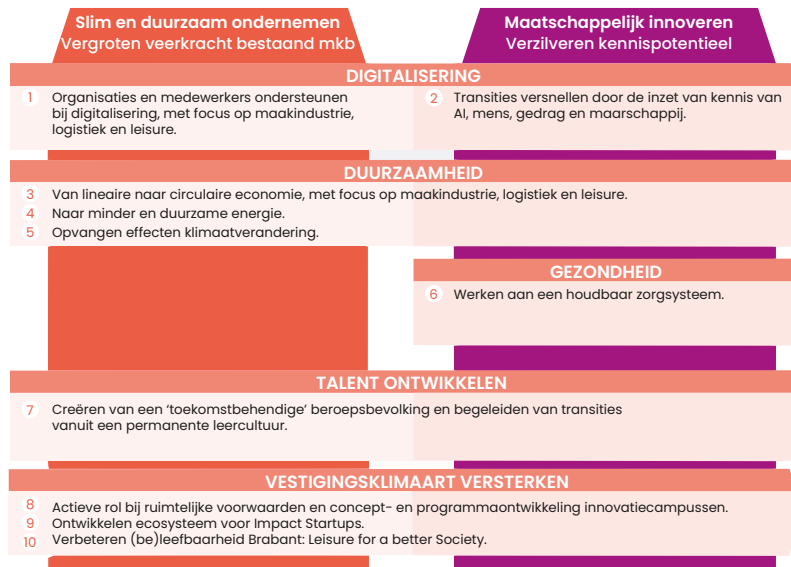 Slim en duurzaam ondernemen
Vergroten veerkracht bestaand mkb
Maatschappelijk innoveren
Verzilveren kennispotentieel
DIGITALISERING
1 Organisaties en medewerkers ondersteunen
bij digitalisering, met focus op maakindustrie,
logistiek en leisure.
2 Transities versnellen door de inzet van kennis van
AI, mens, gedrag en maarschappij.
DUURZAAMHEID
3 Van lineaire naar circulaire economie, met focus op maakindustrie, logistiek en leisure.
4 Naar minder en duurzame energie.
5 Opvangen effecten klimaatverandering.
GEZONDHEID
6 Werken aan een houdbaar zorgsysteem.
TALENT ONTWIKKELEN
7 Creëren van een ‘toekomstbehendige’ beroepsbevolking en begeleiden van transities
vanuit een permanente leercultuur.
VESTIGINGSKLIMAART VERSTERKEN
8 Actieve rol bij ruimtelijke voorwaarden en concept- en programmaontwikkeling innovatiecampussen.
9 Ontwikkelen ecosysteem voor Impact Startups.
10 Verbeteren (be)leefbaarheid Brabant: Leisure for a better Society.